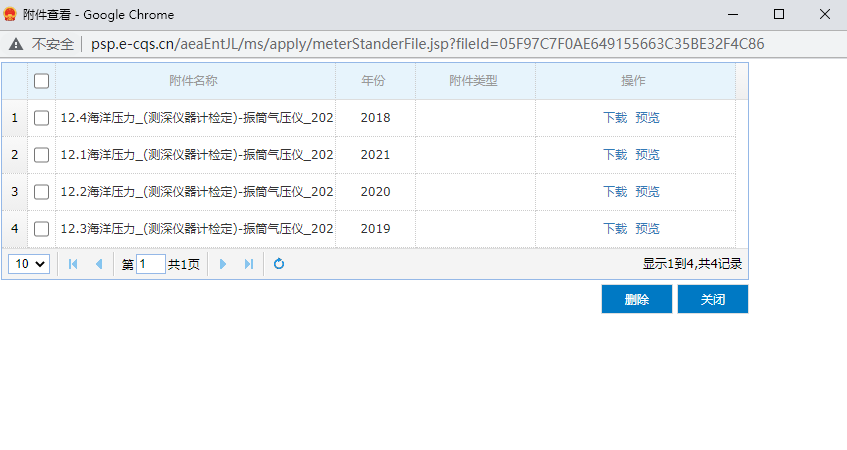 附件查看 - Google Chrome
不安全 psp.e-cqs.cn/aeaEntJL/ms/apply/meterStanderFile.jsp?fileId=05F97C7F0AE649155663C35BE32F4C86
附件名称 年份 附件类型 操作
1 12.4海洋压力_(测深仪器计检定)-振筒气压仪_202 2018 下载 预览
2 12.1海洋压力_(测深仪器计检定)-振筒气压仪_202 2021 下载 预览
3 12.2海洋压力_(测深仪器计检定)-振筒气压仪_202 2020 下载 预览
4 12.3海洋压力_(测深仪器计检定)-振筒气压仪_202 2019 下载 预览
10 第 1 共1页 显示1到4,共4记录
删除 关闭